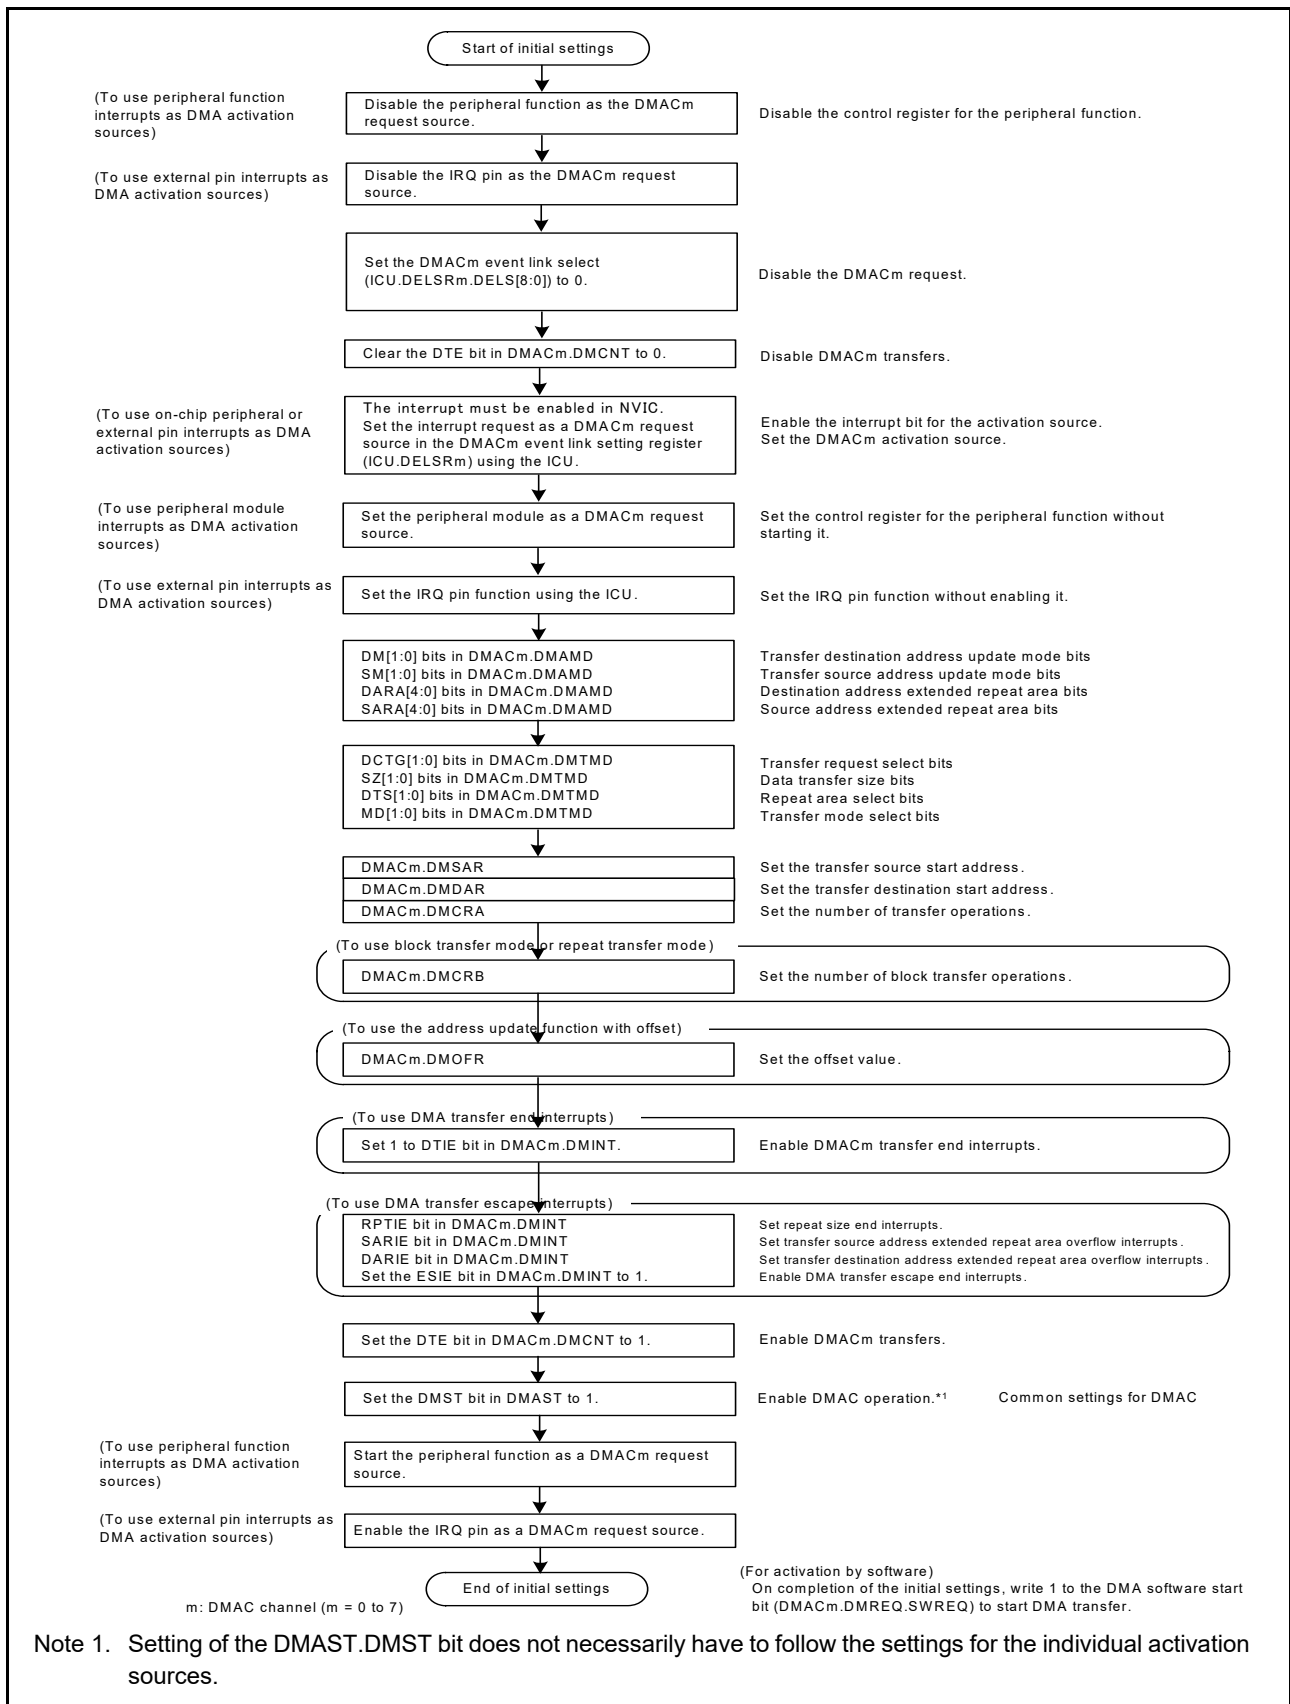 Start of initial settings
(To use peripheral function
interrupts as DMA activation
sources)
Disable the peripheral function as the DMACm
request source.
Disable the control register for the peripheral function.
(To use external pin interrupts as
DMA activation sources)
Disable the IRQ pin as the DMACm request
source.
Set the DMACm event link select
(ICU.DELSRm.DELS[8:0]) to 0.
Disable the DMACm request.
Clear the DTE bit in DMACm.DMCNT to 0.
Disable DMACm transfers.
(To use on-chip peripheral or
external pin interrupts as DMA
activation sources)
The interrupt must be enabled in NVIC.
Set the interrupt request as a DMACm request
source in the DMACm event link setting register
(ICU.DELSRm) using the ICU.
Enable the interrupt bit for the activation source.
Set the DMACm activation source.
(To use peripheral module
interrupts as DMA activation
sources)
Set the peripheral module as a DMACm request
source.
Set the control register for the peripheral function without
starting it.
(To use external pin interrupts as
DMA activation sources)
Set the IRQ pin function using the ICU.
Set the IRQ pin function without enabling it.
DM[1:0] bits in DMACm.DMAMD
SM[1:0] bits in DMACm.DMAMD
DARA[4:0] bits in DMACm.DMAMD
SARA[4:0] bits in DMACm.DMAMD
Transfer destination address update mode bits
Transfer source address update mode bits
Destination address extended repeat area bits
Source address extended repeat area bits
DCTG[1:0] bits in DMACm.DMTMD
SZ[1:0] bits in DMACm.DMTMD
DTS[1:0] bits in DMACm.DMTMD
MD[1:0] bits in DMACm.DMTMD
Transfer request select bits
Data transfer size bits
Repeat area select bits
Transfer mode select bits
DMACm.DMSAR
Set the transfer source start address.
DMACm.DMDAR
Set the transfer destination start address.
DMACm.DMCRA
Set the number of transfer operations.
(To use block transfer mode or repeat transfer mode)
DMACm.DMCRB
Set the number of block transfer operations.
(To use the address update function with offset)
DMACm.DMOFR
Set the offset value.
(To use DMA transfer end interrupts)
Set 1 to DTIE bit in DMACm.DMINT.
Enable DMACm transfer end interrupts.
(To use DMA transfer escape interrupts)
RPTIE bit in DMACm.DMINT
SARIE bit in DMACm.DMINT
DARIE bit in DMACm.DMINT
Set the ESIE bit in DMACm.DMINT to 1.
Set repeat size end interrupts.
Set transfer source address extended repeat area overflow interrupts.
Set transfer destination address extended repeat area overflow interrupts.
Enable DMA transfer escape end interrupts.
Set the DTE bit in DMACm.DMCNT to 1.
Enable DMACm transfers.
Set the DMST bit in DMAST to 1.
Enable DMAC operation.*1 Common settings for DMAC
(To use peripheral function
interrupts as DMA activation
sources)
Start the peripheral function as a DMACm request
source.
(To use external pin interrupts as
DMA activation sources)
Enable the IRQ pin as a DMACm request source.
End of initial settings
(For activation by software)
On completion of the initial settings, write 1 to the DMA software start
bit (DMACm.DMREQ.SWREQ) to start DMA transfer.
m: DMAC channel (m = 0 to 7)
Note 1. Setting of the DMAST.DMST bit does not necessarily have to follow the settings for the individual activation
sources.